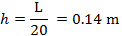 h = L/20 = 0.14 m